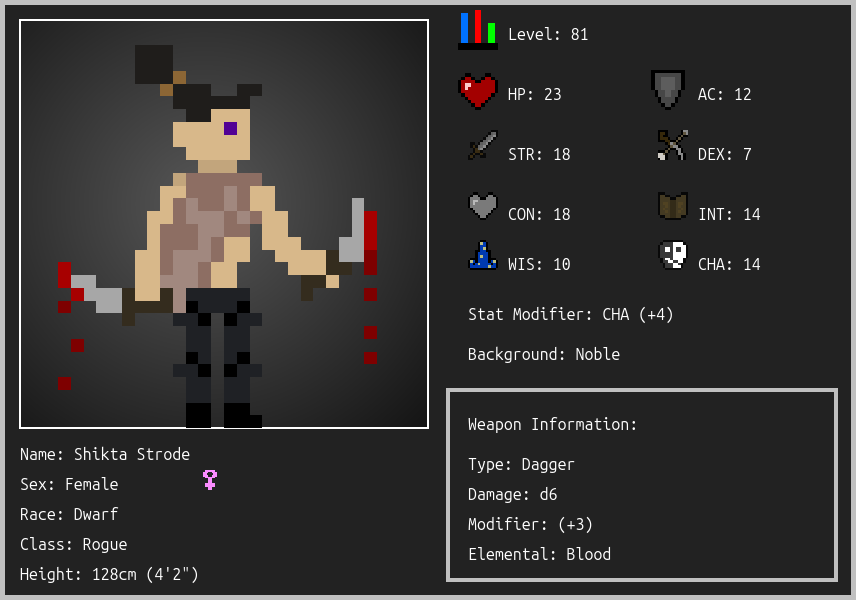 Level: 81
HP: 23
AC: 12
STR: 18
DEX: 7
CON: 18
INT: 14
WIS: 10
CHA: 14
Stat Modifier: CHA (+4)
Background: Noble
Weapon Information:
Type: Dagger
Damage: d6
Modifier: (+3)
Elemental: Blood
Name: Shikta Strode
Sex: Female
Race: Dwarf
Class: Rogue
Height: 128cm (4'2")